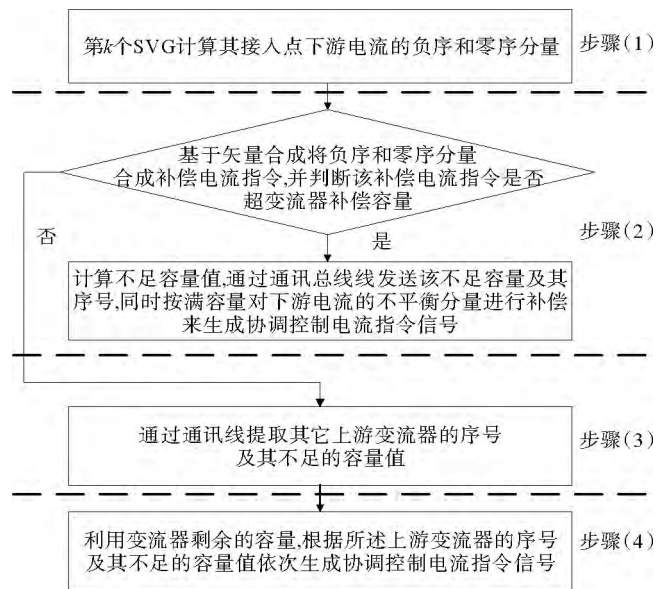 第k个SVG计算其接入点下游电流的负序和零序分量
步骤(1)
基于矢量合成将负序和零序分量
合成补偿电流指令,并判断该补偿电流指令是否
超变流器补偿容量
否
是
步骤(2)
计算不足容量值,通过通讯总线线发送该不足容量及其
序号,同时按满容量对下游电流的不平衡分量进行补偿
来生成协调控制电流指令信号
通过通讯线提取其它上游变流器的序号
及其不足的容量值
步骤(3)
利用变流器剩余的容量,根据所述上游变流器的序号
及其不足的容量值依次生成协调控制电流指令信号
步骤(4)